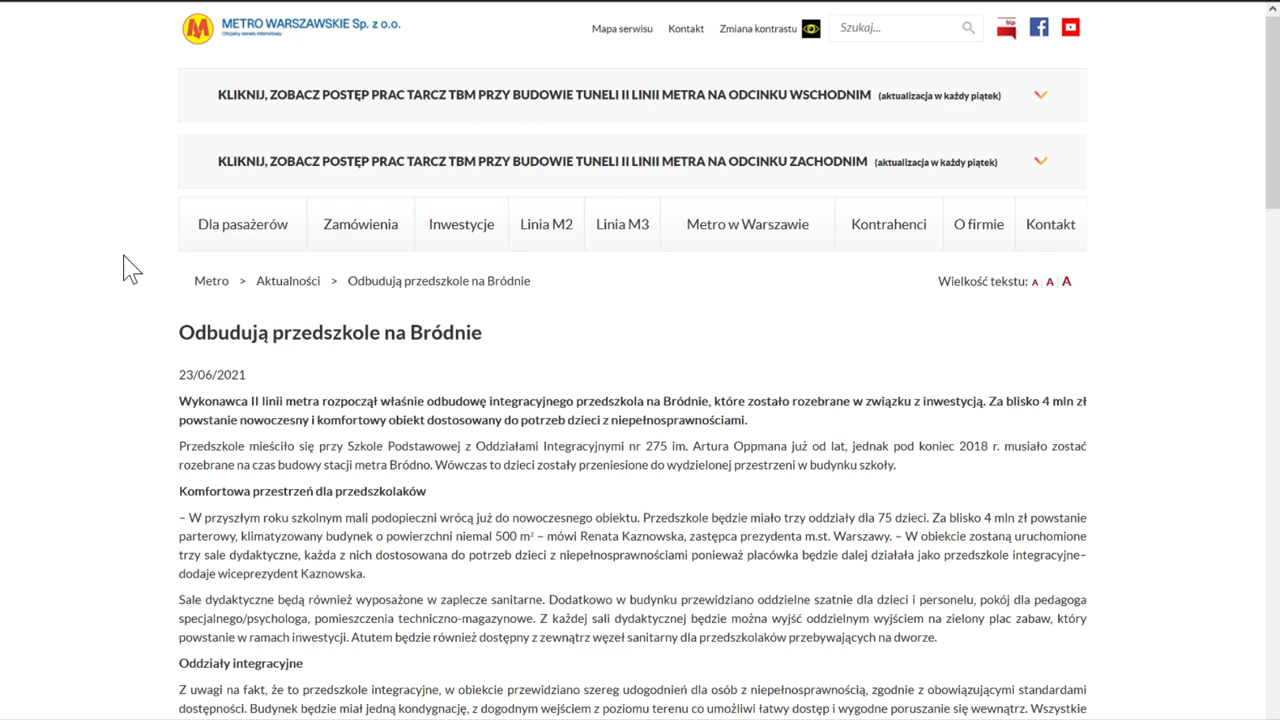 METRO WARSZAWSKIE Sp. z o.o.
Oficjalny serwis internetowy
Mapa serwisu Kontakt Zmiana kontrastu Szukaj... bip
KLIKNIJ, ZOBACZ POSTĘP PRAC TARCZ TBM PRZY BUDOWIE TUNELI II LINII METRA NA ODCINKU WSCHODNIM (aktualizacja w każdy piątek)
KLIKNIJ, ZOBACZ POSTĘP PRAC TARCZ TBM PRZY BUDOWIE TUNELI II LINII METRA NA ODCINKU ZACHODNIM (aktualizacja w każdy piątek)
Dla pasażerów Zamówienia Inwestycje Linia M2 Linia M3 Metro w Warszawie Kontrahenci O firmie Kontakt
Metro > Aktualności > Odbudują przedszkole na Bródnie Wielkość tekstu: A A A
Odbudują przedszkole na Bródnie
23/06/2021
Wykonawca II linii metra rozpoczął właśnie odbudowę integracyjnego przedszkola na Bródnie, które zostało rozebrane w związku z inwestycją. Za blisko 4 mln zł
powstanie nowoczesny i komfortowy obiekt dostosowany do potrzeb dzieci z niepełnosprawnościami.
Przedszkole mieściło się przy Szkole Podstawowej z Oddziałami Integracyjnymi nr 275 im. Artura Oppmana już od lat, jednak pod koniec 2018 r. musiało zostać
rozebrane na czas budowy stacji metra Bródno. Wówczas to dzieci zostały przeniesione do wydzielonej przestrzeni w budynku szkoły.
Komfortowa przestrzeń dla przedszkolaków
– W przyszłym roku szkolnym mali podopieczni wrócą już do nowoczesnego obiektu. Przedszkole będzie miało trzy oddziały dla 75 dzieci. Za blisko 4 mln zł powstanie
parterowy, klimatyzowany budynek o powierzchni niemal 500 m² – mówi Renata Kaznowska, zastępca prezydenta m.st. Warszawy. – W obiekcie zostaną uruchomione
trzy sale dydaktyczne, każda z nich dostosowana do potrzeb dzieci z niepełnosprawnościami ponieważ placówka będzie dalej działała jako przedszkole integracyjne–
dodaje wiceprezydent Kaznowska.
Sale dydaktyczne będą również wyposażone w zaplecze sanitarne. Dodatkowo w budynku przewidziano oddzielne szatnie dla dzieci i personelu, pokój dla pedagoga
specjalnego/psychologa, pomieszczenia techniczno-magazynowe. Z każdej sali dydaktycznej będzie można wyjść oddzielnym wyjściem na zielony plac zabaw, który
powstanie w ramach inwestycji. Atutem będzie również dostępny z zewnątrz węzeł sanitarny dla przedszkolaków przebywających na dworze.
Oddziały integracyjne
Z uwagi na fakt, że to przedszkole integracyjne, w obiekcie przewidziano szereg udogodnień dla osób z niepełnosprawnością, zgodnie z obowiązującymi standardami
dostępności. Budynek będzie miał jedną kondygnację, z dogodnym wejściem z poziomu terenu co umożliwi łatwy dostęp i wygodne poruszanie się wewnątrz. Wszystkie